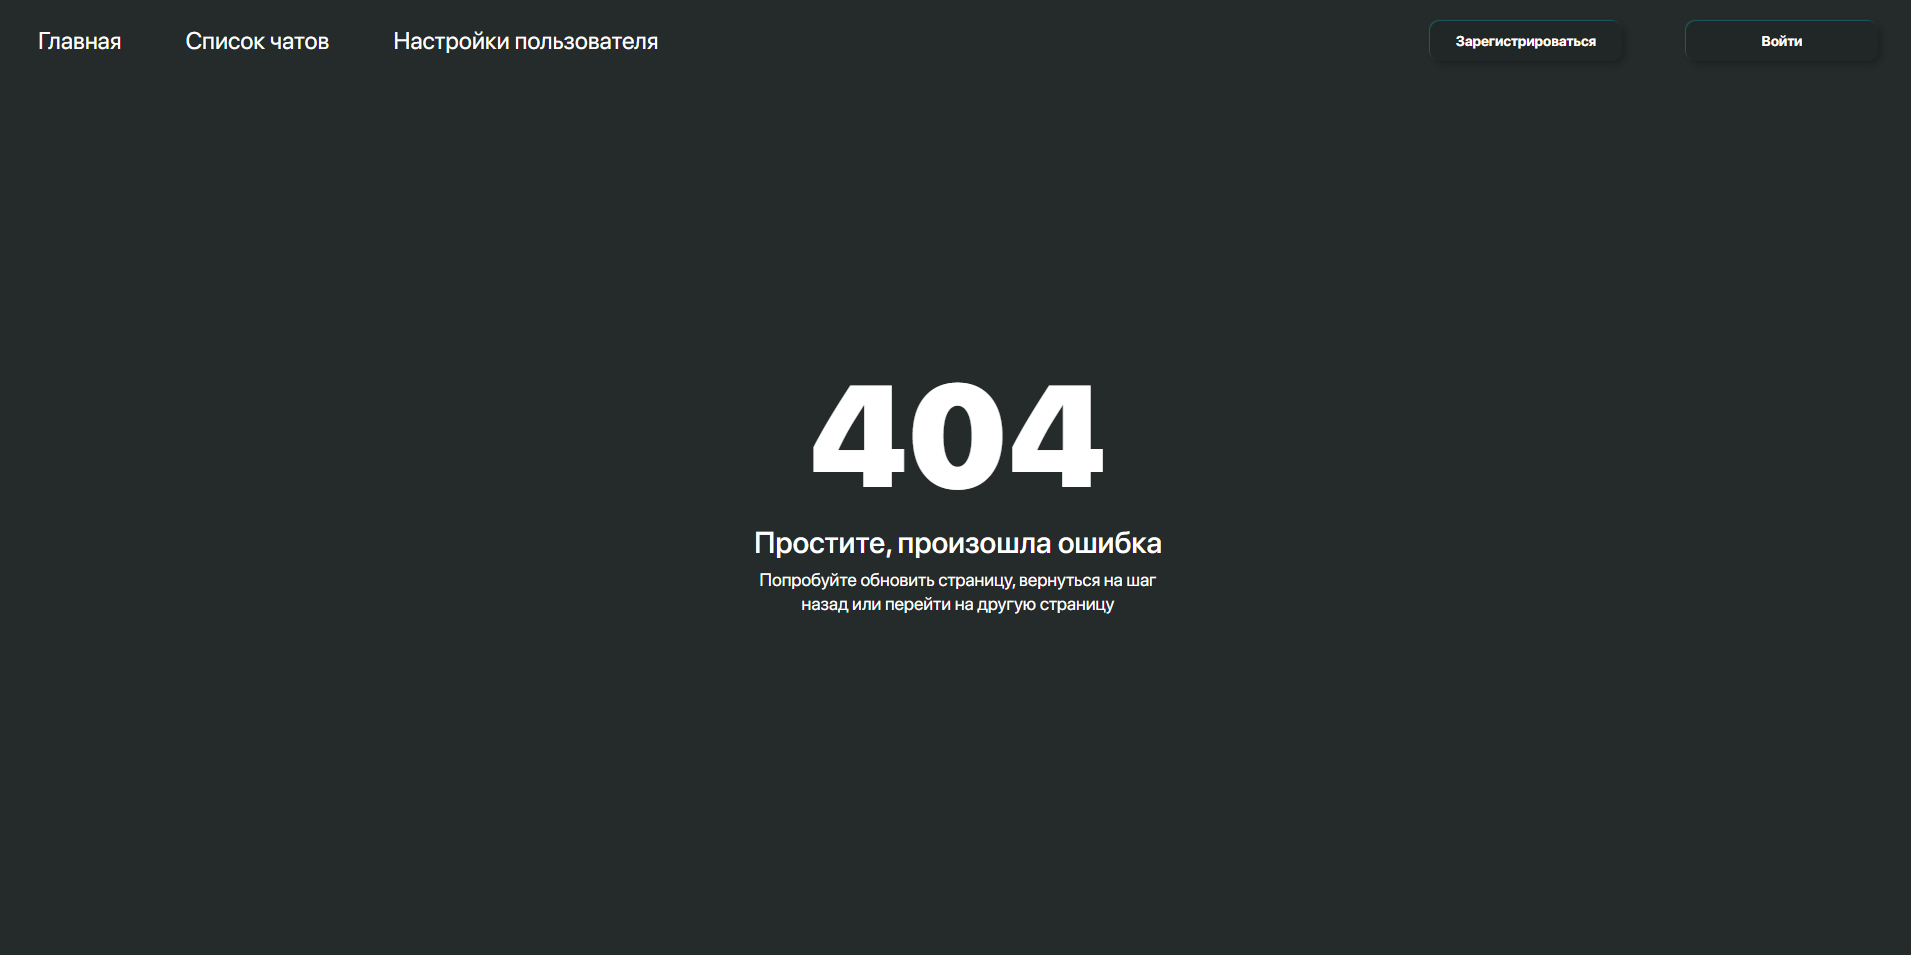 Главная
Список чатов
Настройки пользователя
Зарегистрироваться
Войти
404
Простите, произошла ошибка
Попробуйте обновить страницу, вернуться на шаг
назад или перейти на другую страницу